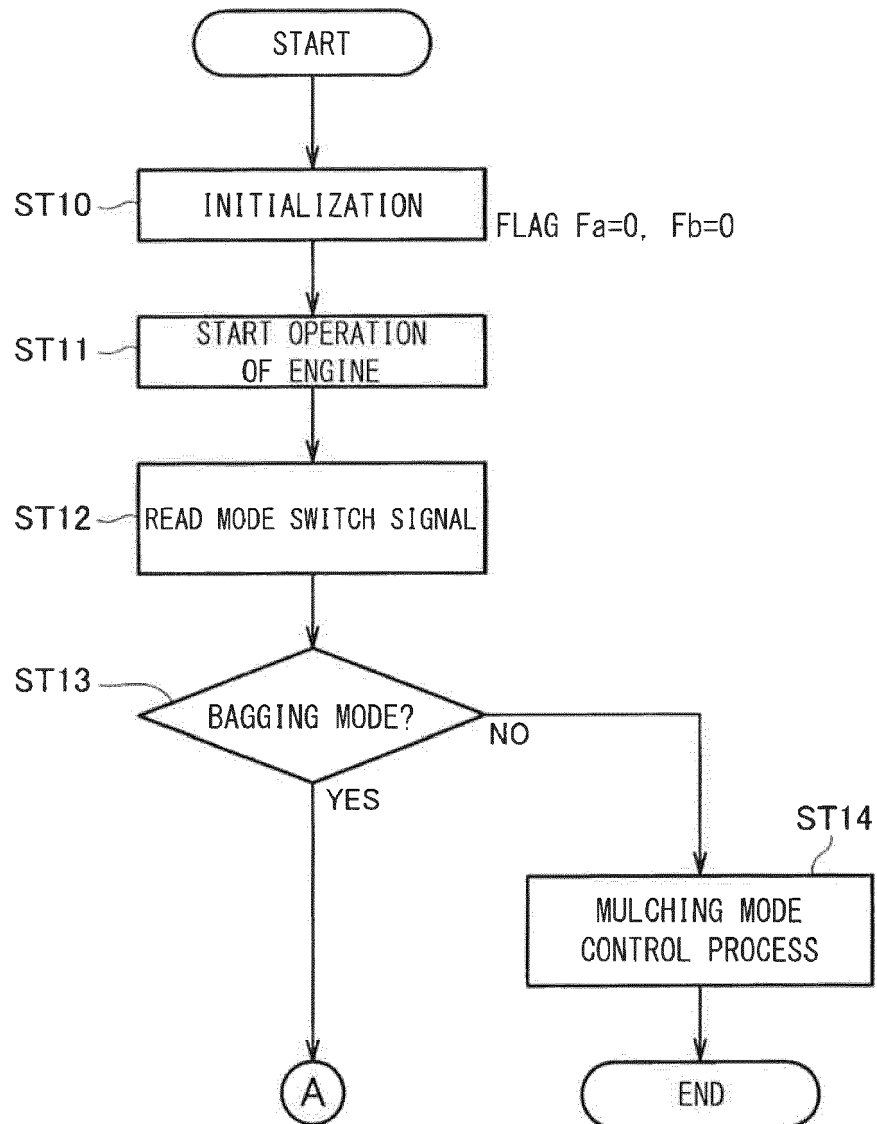 START
ST10
INITIALIZATION
FLAG Fa=0, Fb=0
ST11
START OPERATION
OF ENGINE
ST12
READ MODE SWITCH SIGNAL
ST13
BAGGING MODE?
NO
YES
ST14
MULCHING MODE
CONTROL PROCESS
A
END